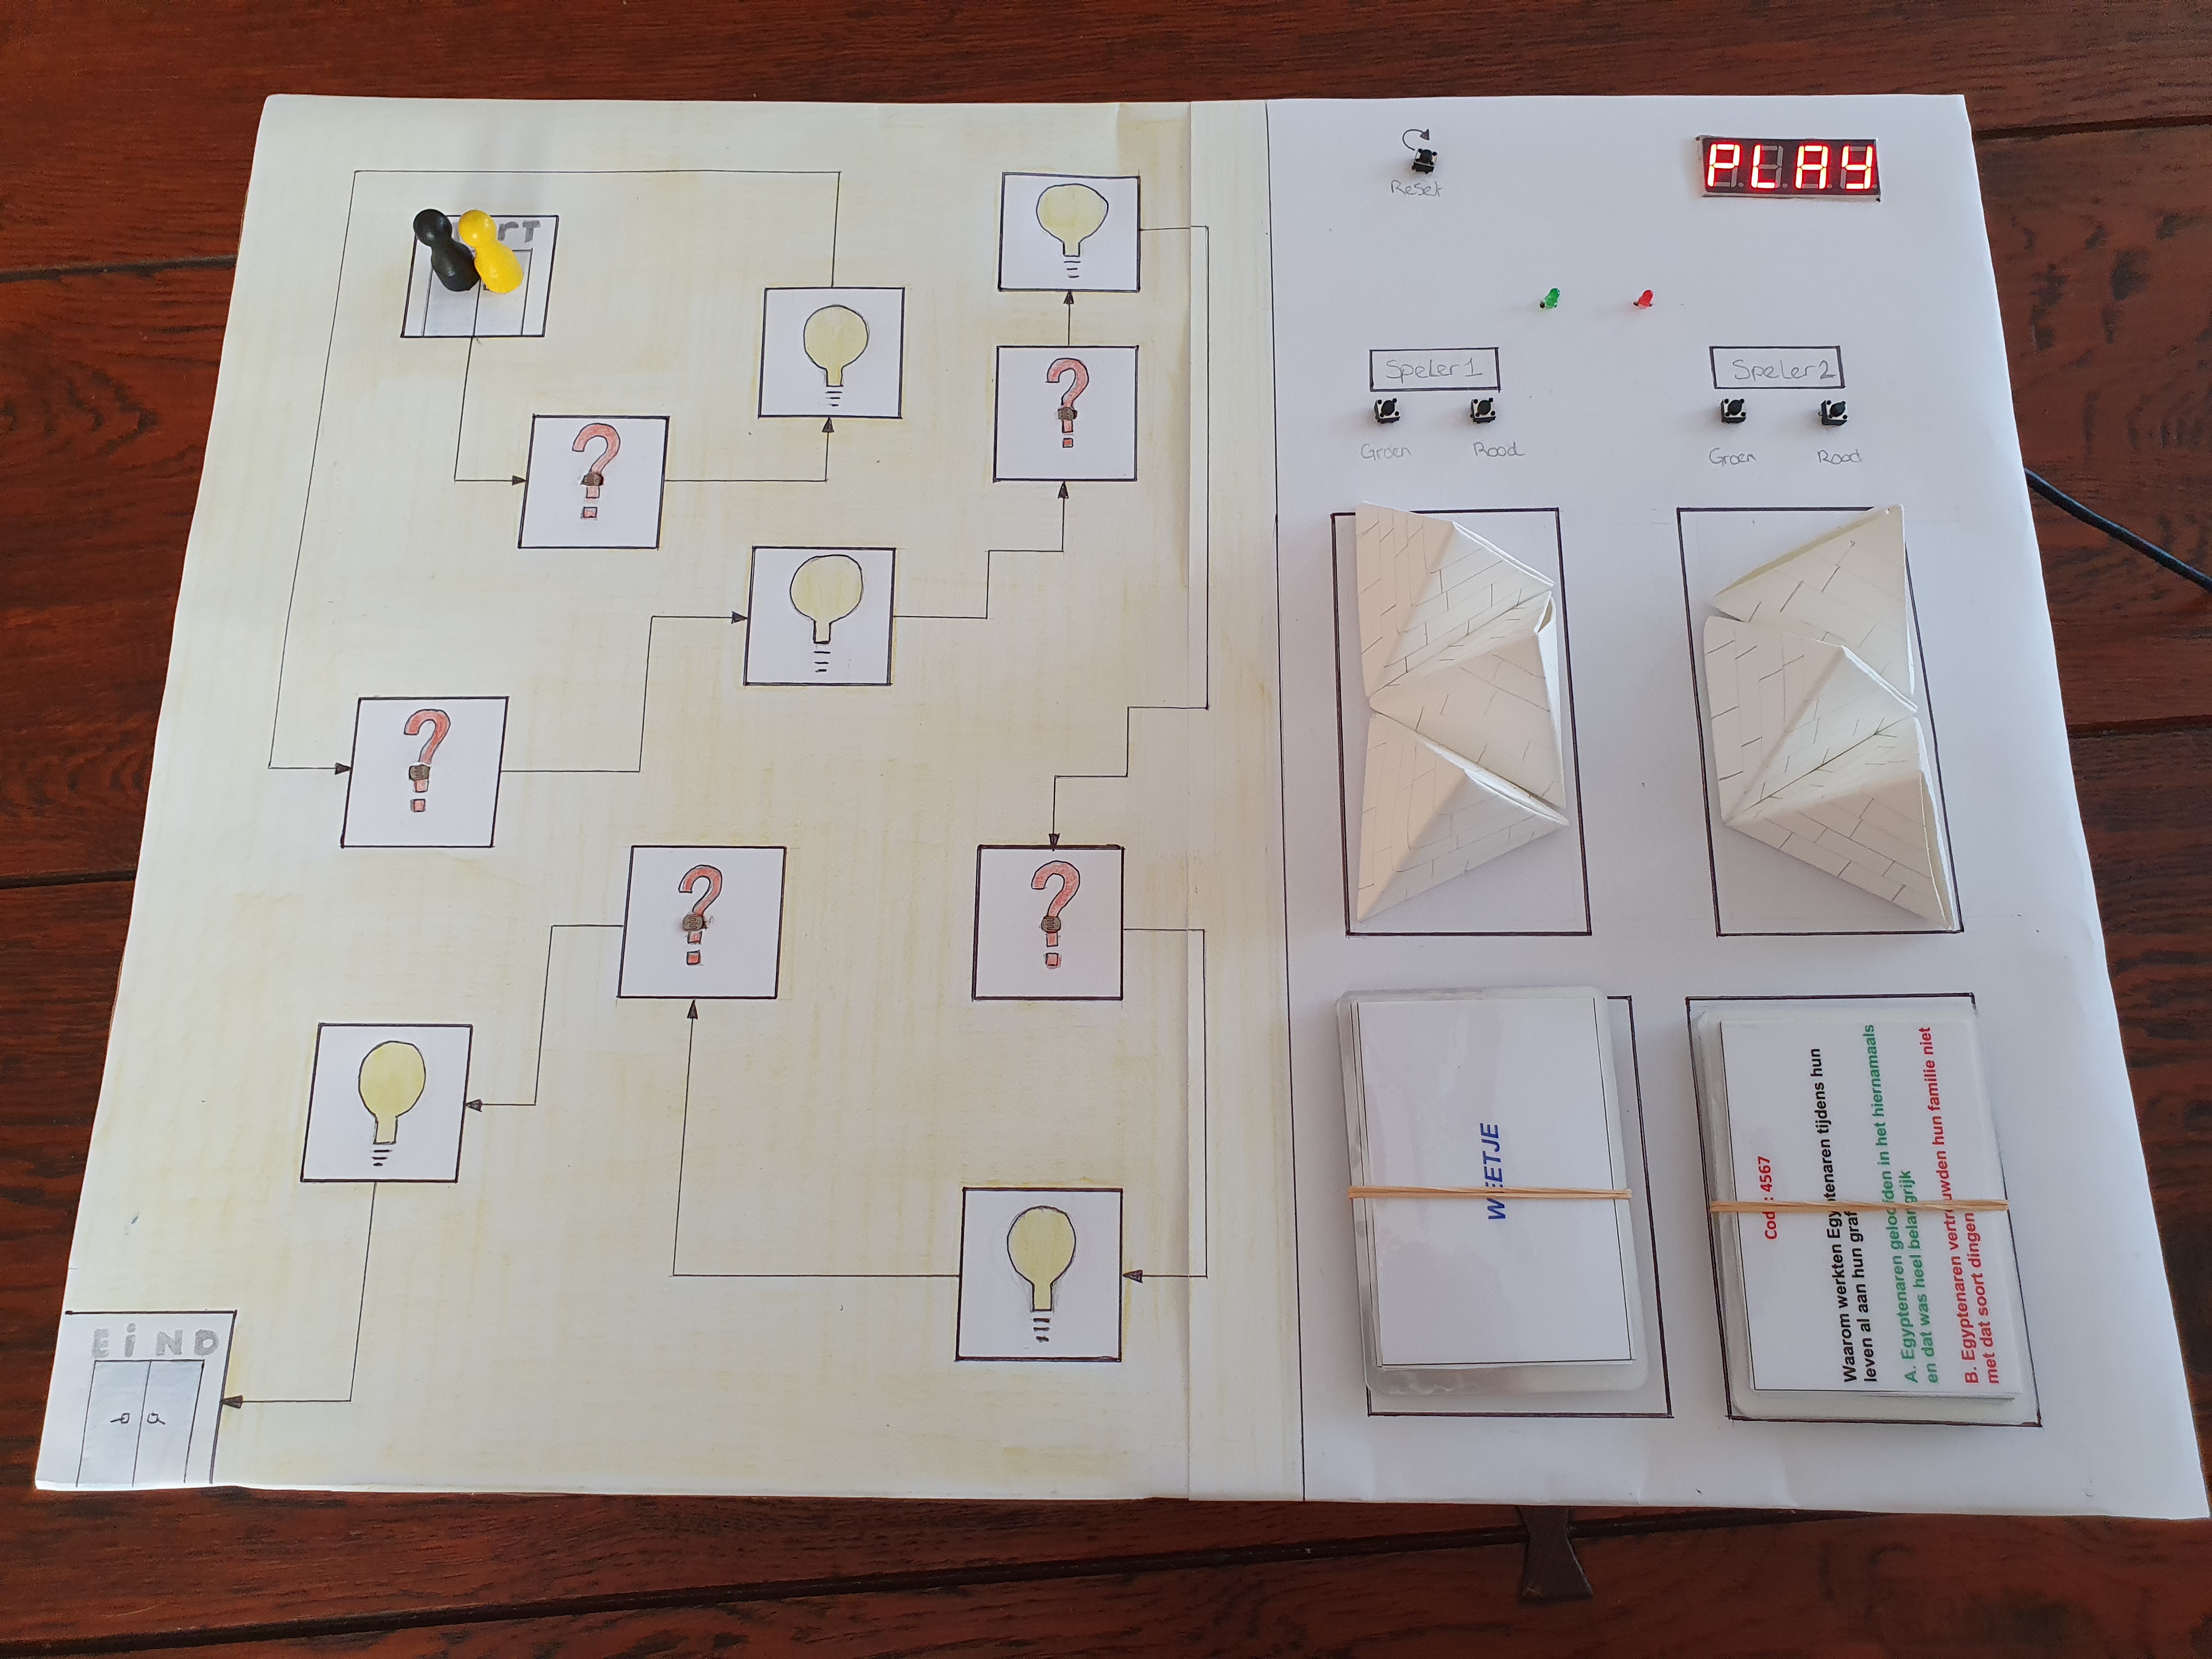 PLAY
Reset
Speler 1
Speler 2
Groen
Rood
Groen
Rood
?
?
?
?
?
EiND
WEETJE
: 4567
Waarom werkten Egyptenaren tijdens hun
leven al aan hun graf
A. Egyptenaren geloofden in het hiernamaals
en dat was heel belangrijk
B. Egyptenaren vertrouwden hun familie niet
met dat soort dingen